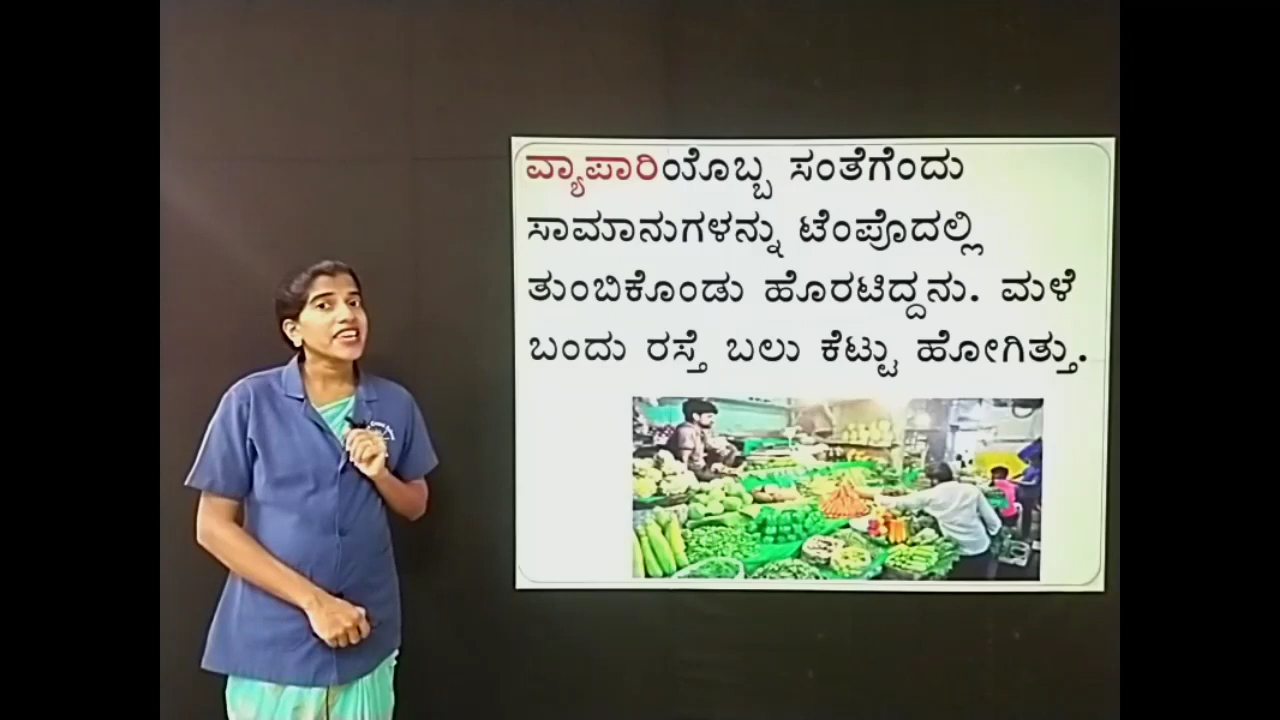 ವ್ಯಾಪಾರಿಯೊಬ್ಬ ಸಂತೆಗೆಂದು
ಸಾಮಾನುಗಳನ್ನು ಟೆಂಪೊದಲ್ಲಿ
ತುಂಬಿಕೊಂಡು ಹೊರಟಿದ್ದನು. ಮಳೆ
ಬಂದು ರಸ್ತೆ ಬಲು ಕೆಟ್ಟು ಹೋಗಿತ್ತು.